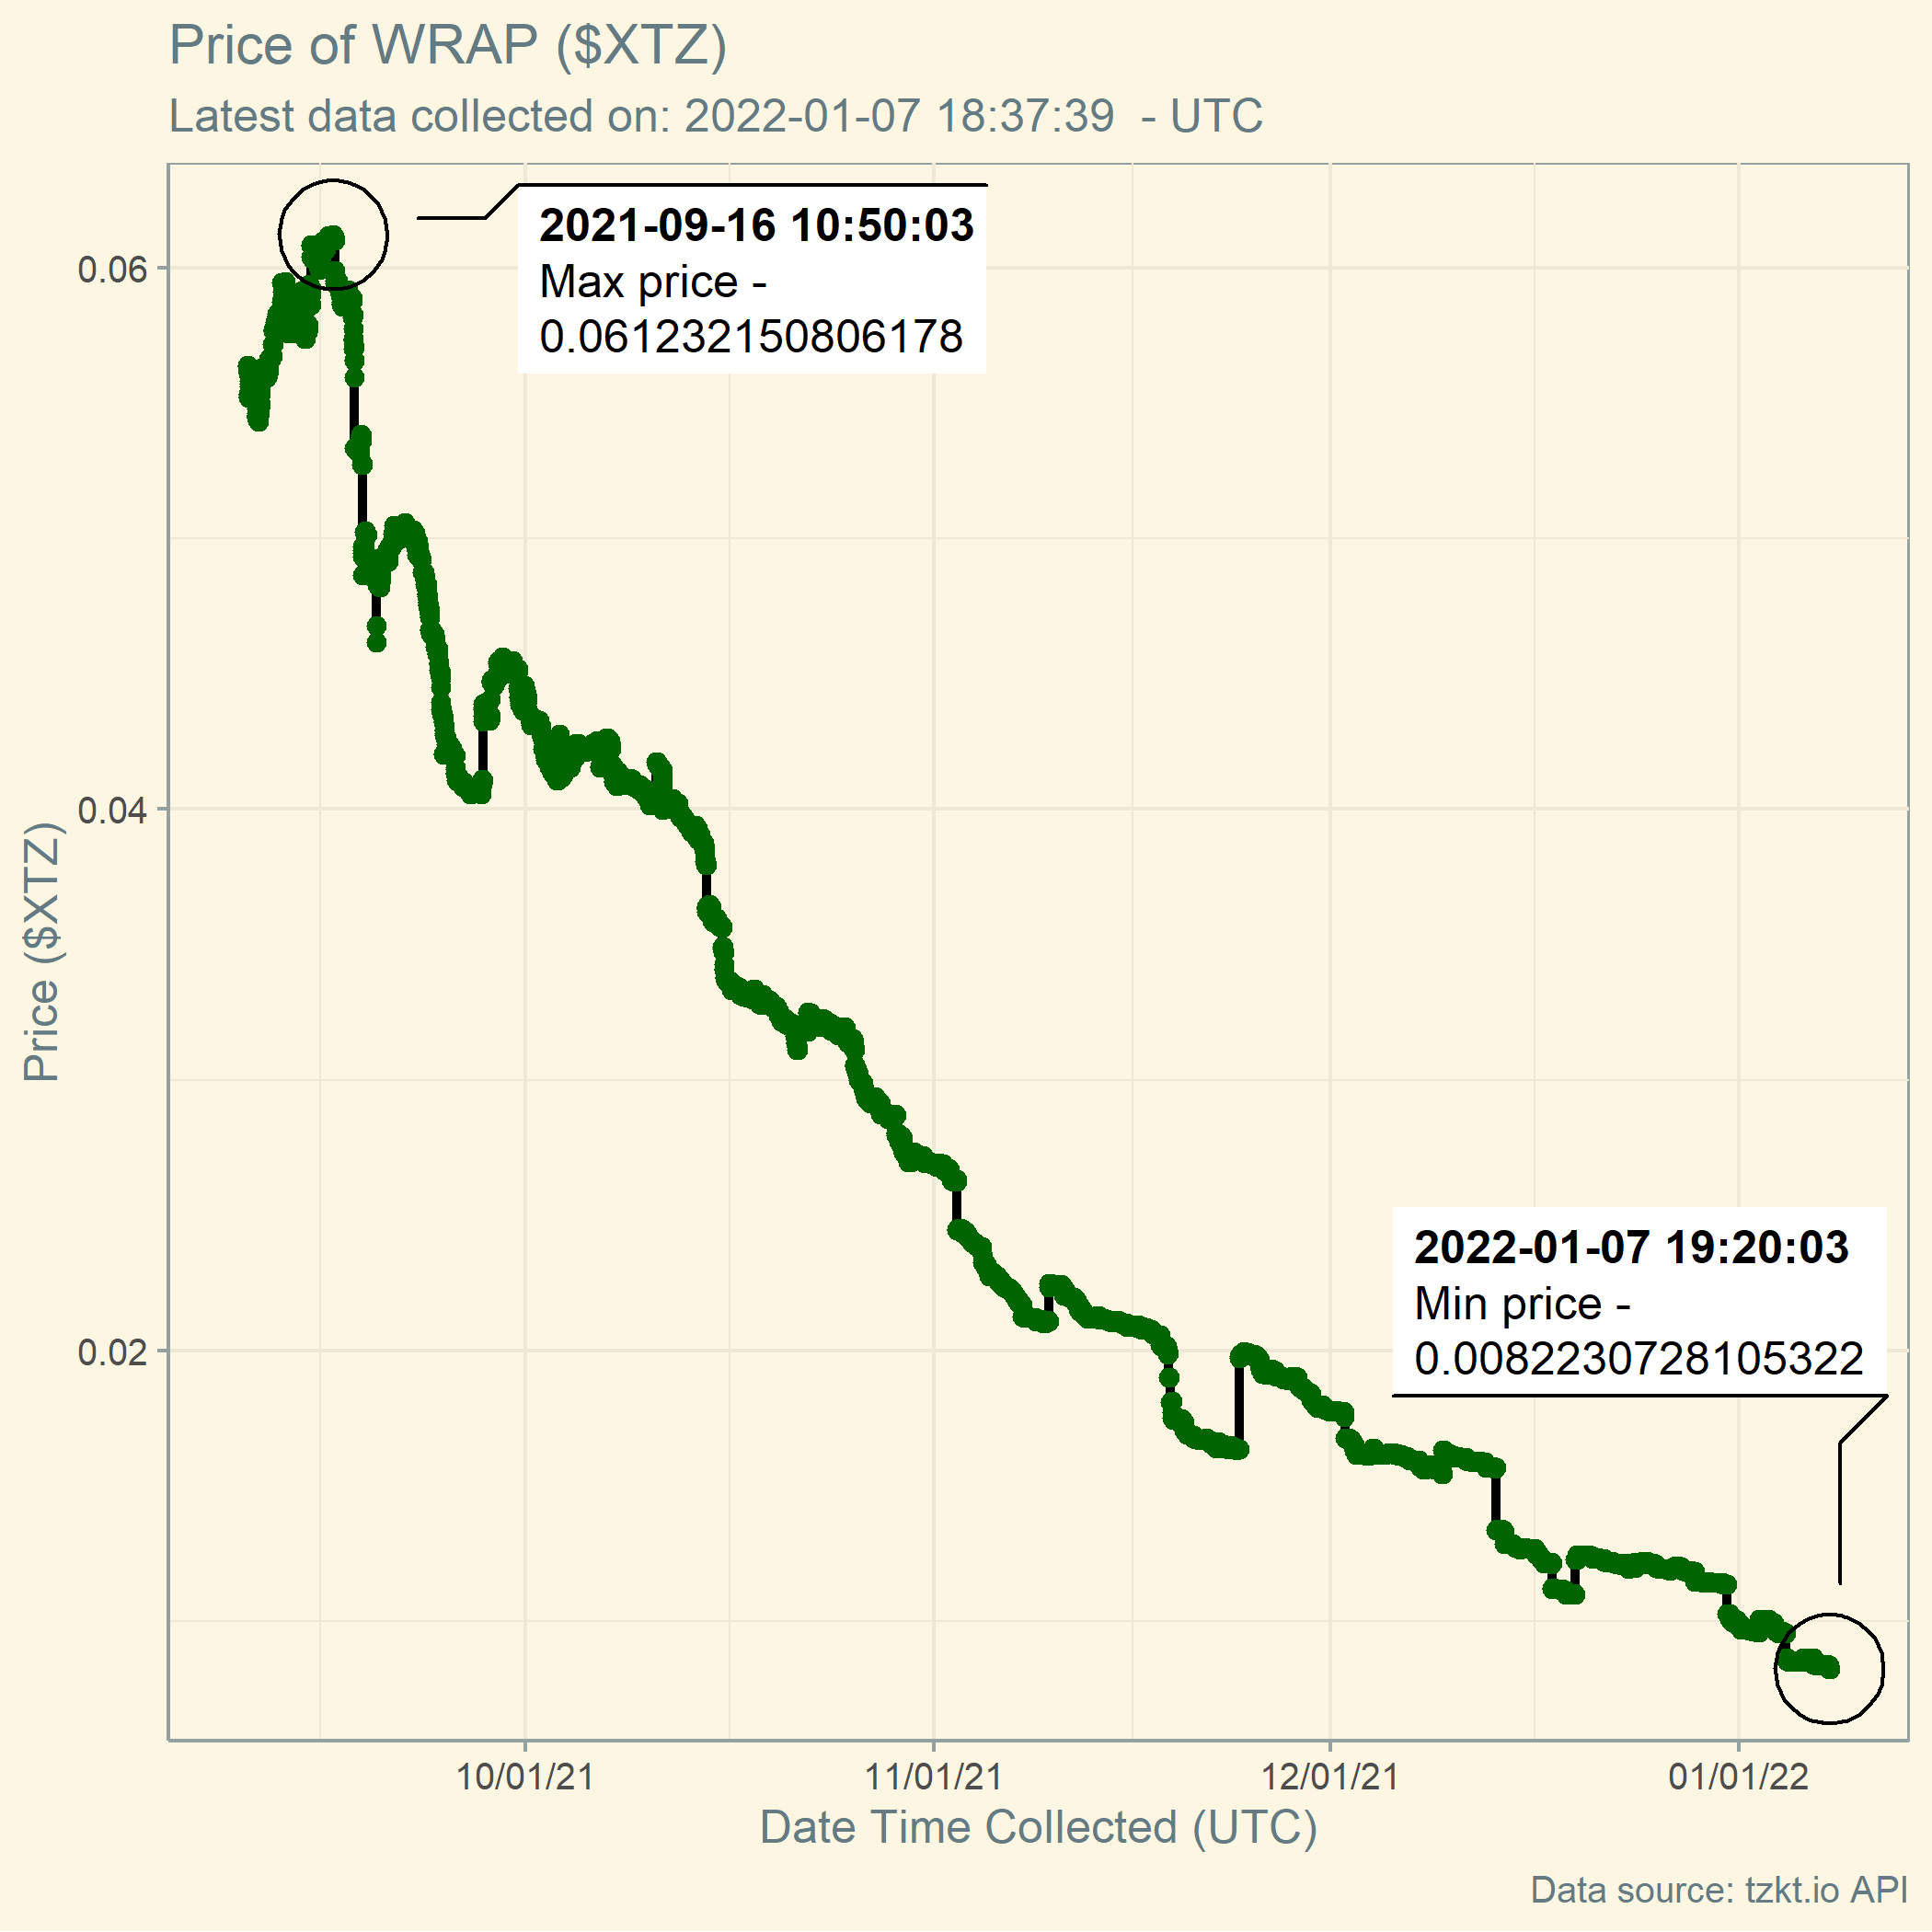 Price of WRAP ($XTZ)
Latest data collected on: 2022-01-07 18:37:39  - UTC
2021-09-16 10:50:03
Max price -
0.061232150806178
0.06
0.04
0.02
Price ($XTZ)
2022-01-07 19:20:03
Min price -
0.0082230728105322
10/01/21
11/01/21
12/01/21
01/01/22
Date Time Collected (UTC)
Data source: tzkt.io API